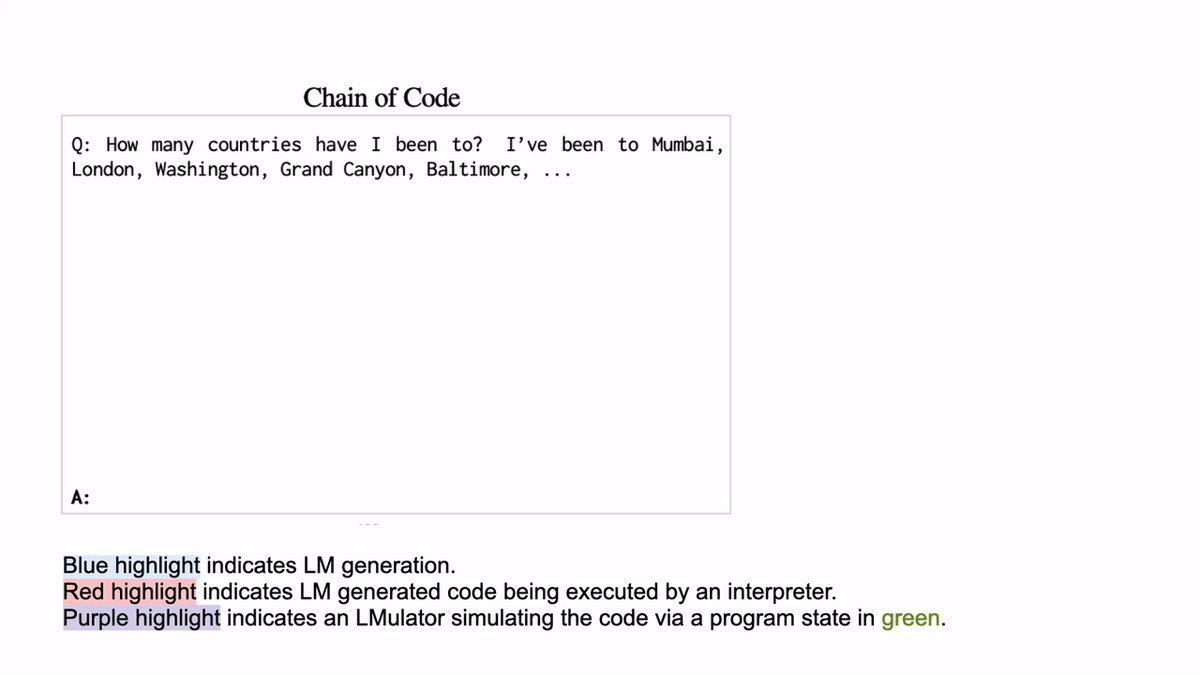 Chain of Code
Q: How many countries have I been to? I've been to Mumbai,
London, Washington, Grand Canyon, Baltimore, ...
A:
Blue highlight indicates LM generation.
Red highlight indicates LM generated code being executed by an interpreter.
Purple highlight indicates an LMulator simulating the code via a program state in green.